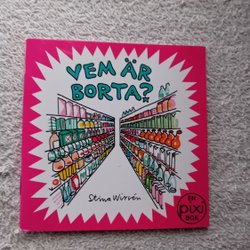 VEM ÄR
BORTA?
Stina Wirsén
EN
pixi
BOK